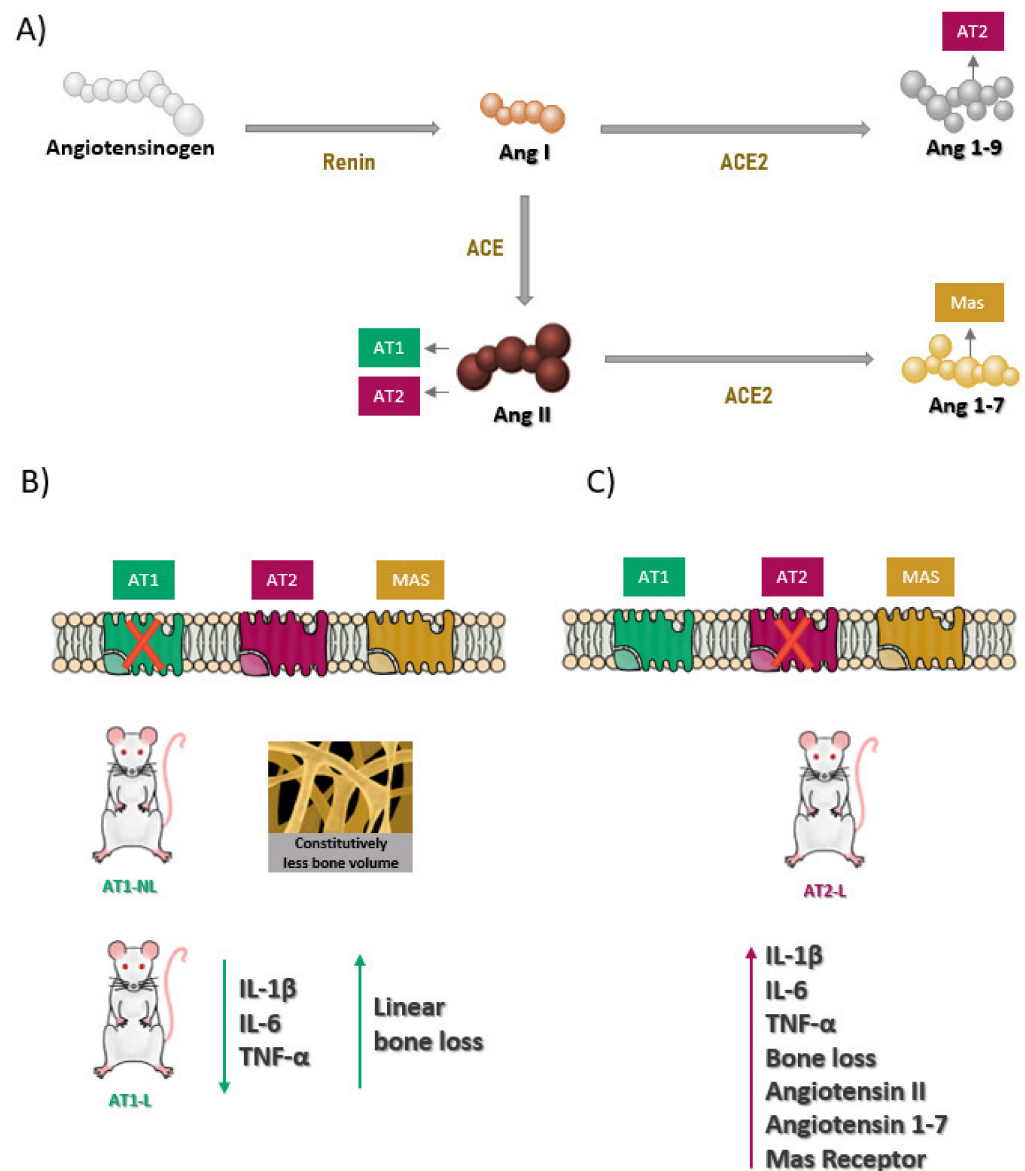 A)
AT2
Angiotensinogen
Renin
Ang I
ACE2
Ang 1-9
ACE
Mas
AT1
AT2
Ang II
ACE2
Ang 1-7
B)
AT1
AT2
MAS
Constitutively
less bone volume
AT1-NL
IL-1β
IL-6
TNF-α
Linear
bone loss
AT1-L
C)
AT1
AT2
MAS
AT2-L
IL-1β
IL-6
TNF-α
Bone loss
Angiotensin II
Angiotensin 1-7
Mas Receptor